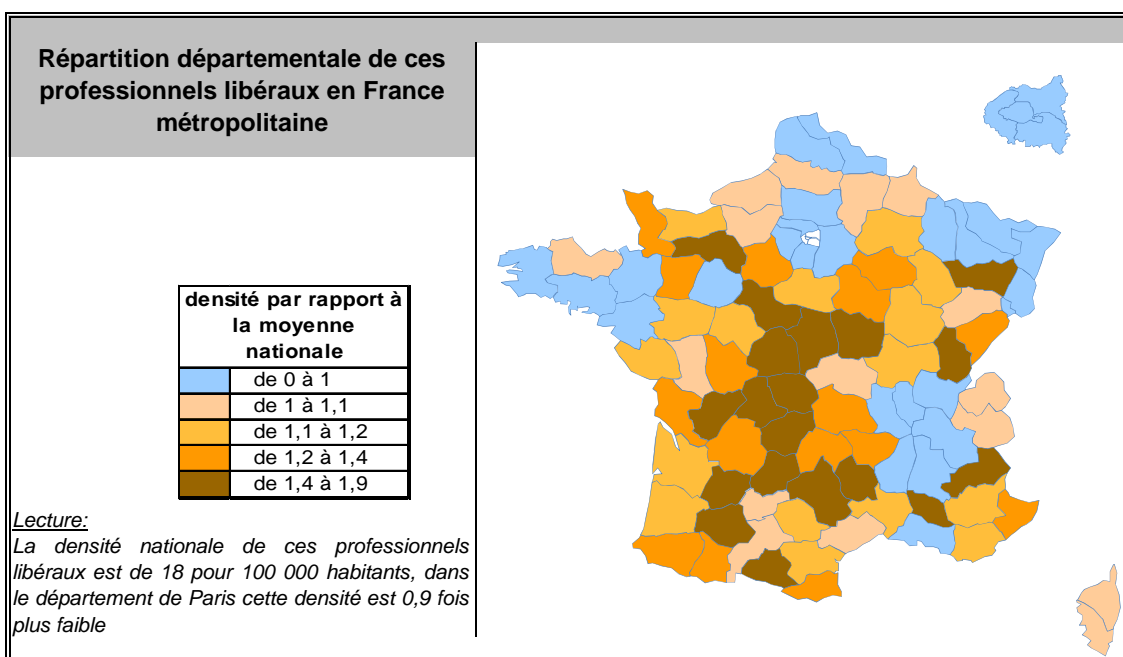 Répartition départementale de ces
professionnels libéraux en France
métropolitaine
densité par rapport à
la moyenne
nationale
de 0 à 1
de 1 à 1,1
de 1,1 à 1,2
de 1,2 à 1,4
de 1,4 à 1,9
Lecture:
La densité nationale de ces professionnels
libéraux est de 18 pour 100 000 habitants, dans
le département de Paris cette densité est 0,9 fois
plus faible